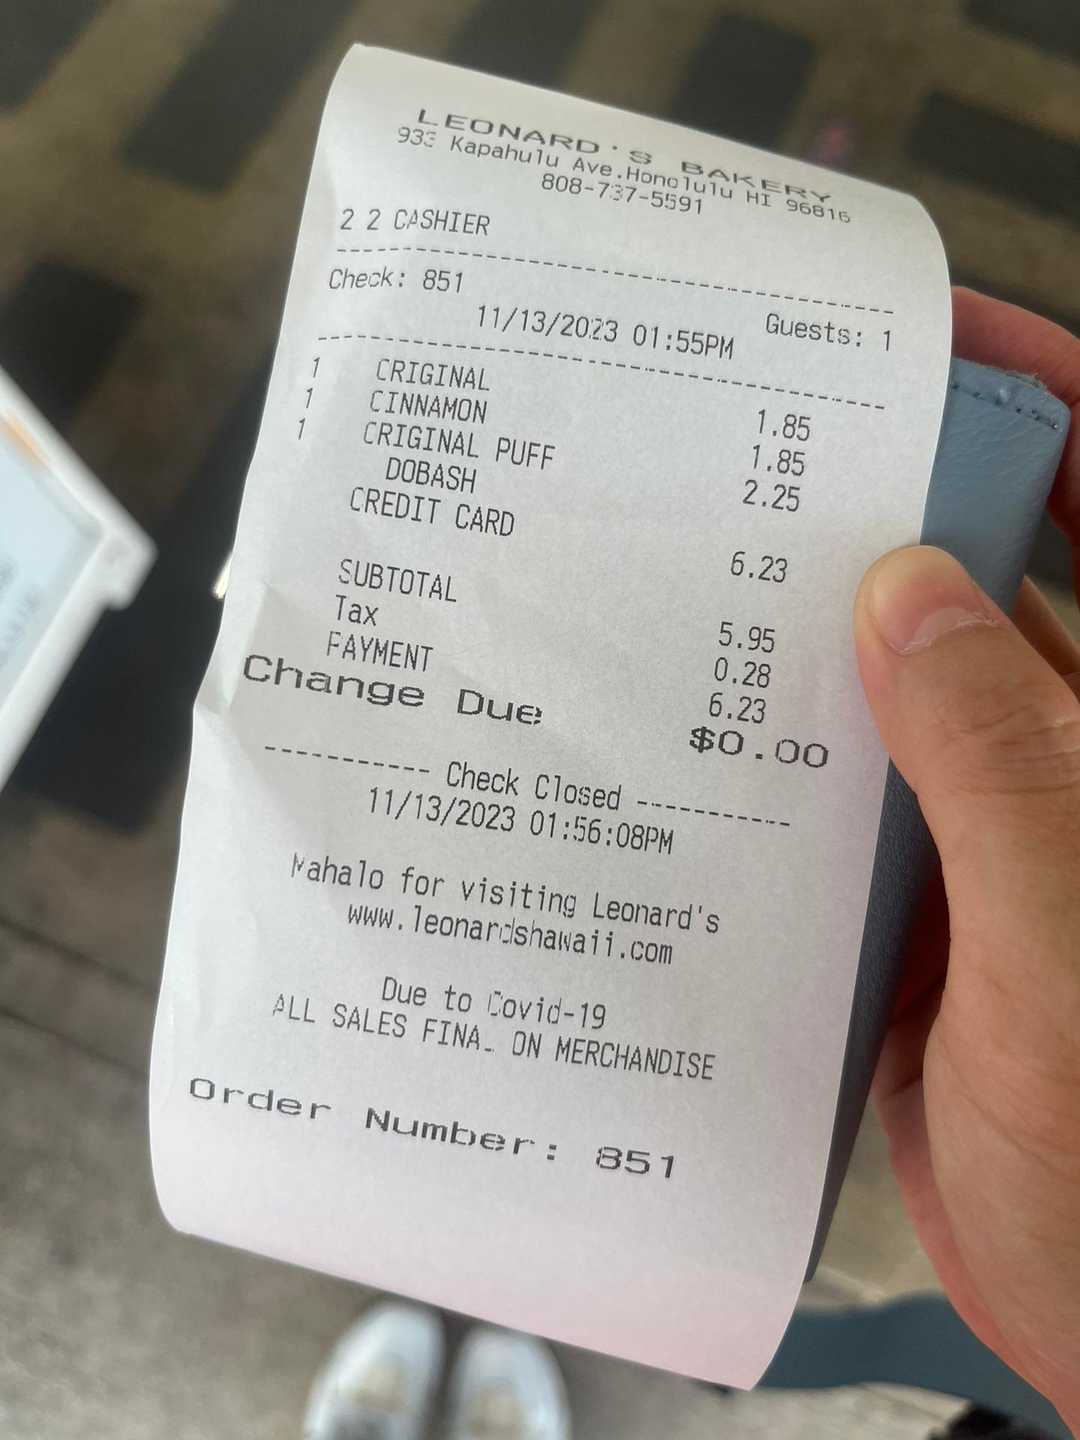 LEONARD'S BAKERY
933 Kapahulu Ave.Honolulu HI 96816
808-737-5591
2 2 CASHIER
Check: 851 Guests: 1
11/13/2023 01:55PM
1 ORIGINAL 1.85
1 CINNAMON 1.85
1 ORIGINAL PUFF 2.25
DOBASH
CREDIT CARD 6.23
SUBTOTAL 5.95
Tax 0.28
PAYMENT 6.23
Change Due $0.00
----------- Check Closed -----------
11/13/2023 01:56:08PM
Mahalo for visiting Leonard's
www.leonardshawaii.com
Due to Covid-19
ALL SALES FINAL ON MERCHANDISE
Order Number: 851